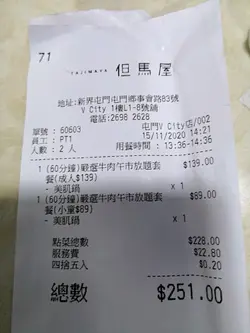 71
TAJIMAYA 但馬屋
地址:新界屯門屯門鄉事會路83號
V City 1樓L1-8號舖
電話:2698 2628
單號 : 60603 屯門V City店/002
員工 : PT1 15/11/2020 14:21
人數 : 2 人 用餐時間 : 13:36-14:36
1 (60分鐘)嚴選牛肉午市放題套 $139.00
餐(成人$139)
- 美肌鍋 x 1
1 (60分鐘)嚴選牛肉午市放題套 $89.00
餐(小童$89)
- 美肌鍋 x 1
點菜總數 $228.00
服務費 $22.80
四捨五入 $0.20
總數 $251.00